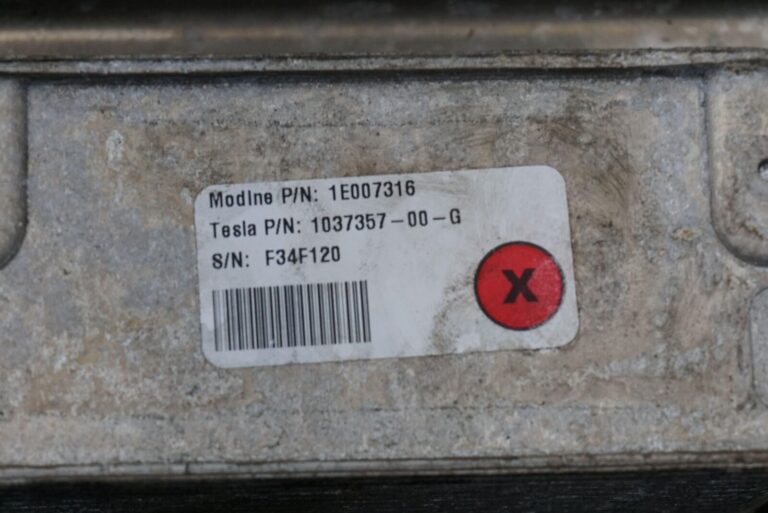 Modine P/N: 1E007316
Tesla P/N: 1037357-00-G
S/N: F34F120
X